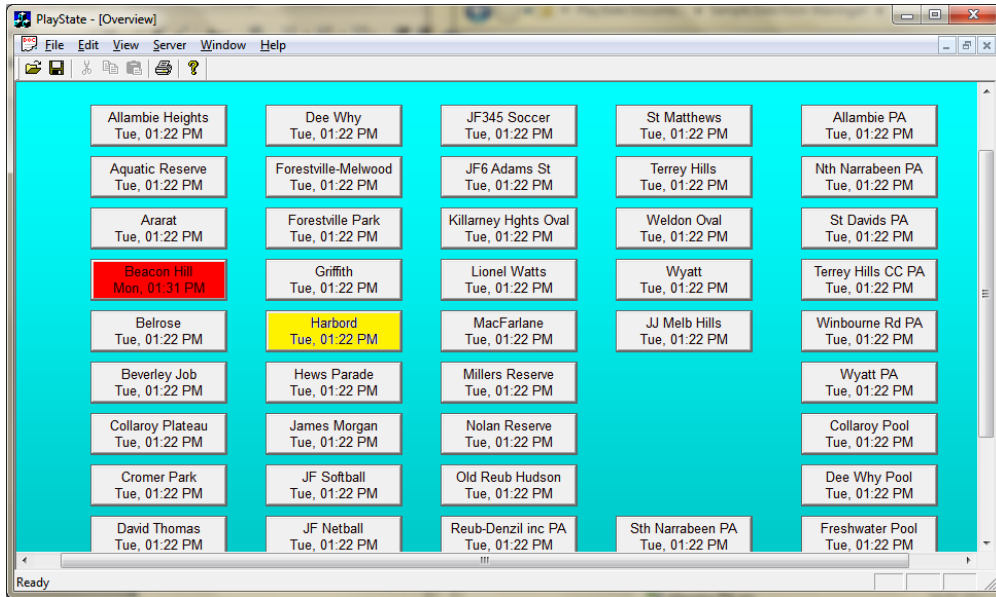 PlayState - [Overview]
File Edit View Server Window Help
Allambie Heights
Tue, 01:22 PM
Dee Why
Tue, 01:22 PM
JF345 Soccer
Tue, 01:22 PM
St Matthews
Tue, 01:22 PM
Allambie PA
Tue, 01:22 PM
Aquatic Reserve
Tue, 01:22 PM
Forestville-Melwood
Tue, 01:22 PM
JF6 Adams St
Tue, 01:22 PM
Terrey Hills
Tue, 01:22 PM
Nth Narrabeen PA
Tue, 01:22 PM
Ararat
Tue, 01:22 PM
Forestville Park
Tue, 01:22 PM
Killarney Hghts Oval
Tue, 01:22 PM
Weldon Oval
Tue, 01:22 PM
St Davids PA
Tue, 01:22 PM
Beacon Hill
Mon, 01:31 PM
Griffith
Tue, 01:22 PM
Lionel Watts
Tue, 01:22 PM
Wyatt
Tue, 01:22 PM
Terrey Hills CC PA
Tue, 01:22 PM
Belrose
Tue, 01:22 PM
Harbord
Tue, 01:22 PM
MacFarlane
Tue, 01:22 PM
JJ Melb Hills
Tue, 01:22 PM
Winbourne Rd PA
Tue, 01:22 PM
Beverley Job
Tue, 01:22 PM
Hews Parade
Tue, 01:22 PM
Millers Reserve
Tue, 01:22 PM
Wyatt PA
Tue, 01:22 PM
Collaroy Plateau
Tue, 01:22 PM
James Morgan
Tue, 01:22 PM
Nolan Reserve
Tue, 01:22 PM
Collaroy Pool
Tue, 01:22 PM
Cromer Park
Tue, 01:22 PM
JF Softball
Tue, 01:22 PM
Old Reub Hudson
Tue, 01:22 PM
Dee Why Pool
Tue, 01:22 PM
David Thomas
Tue, 01:22 PM
JF Netball
Tue, 01:22 PM
Reub-Denzil inc PA
Tue, 01:22 PM
Sth Narrabeen PA
Tue, 01:22 PM
Freshwater Pool
Tue, 01:22 PM
Ready